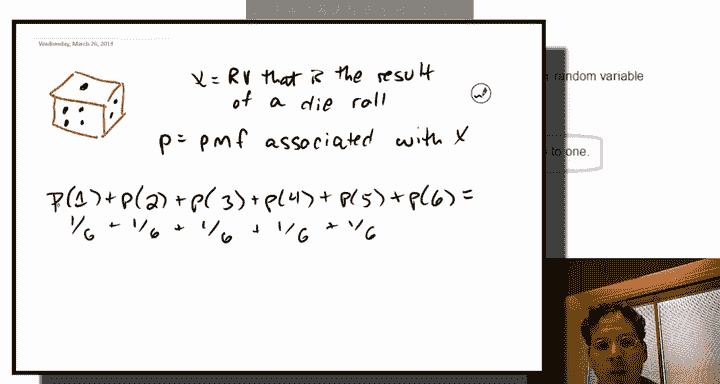 Wednesday, March 26, 2014
X = RV that is the result
of a die roll
p = pmf associated with X
P(1)+p(2)+p(3)+p(4)+p(5)+p(6)=
1/6 + 1/6 + 1/6 + 1/6 + 1/6
random variable
to one.